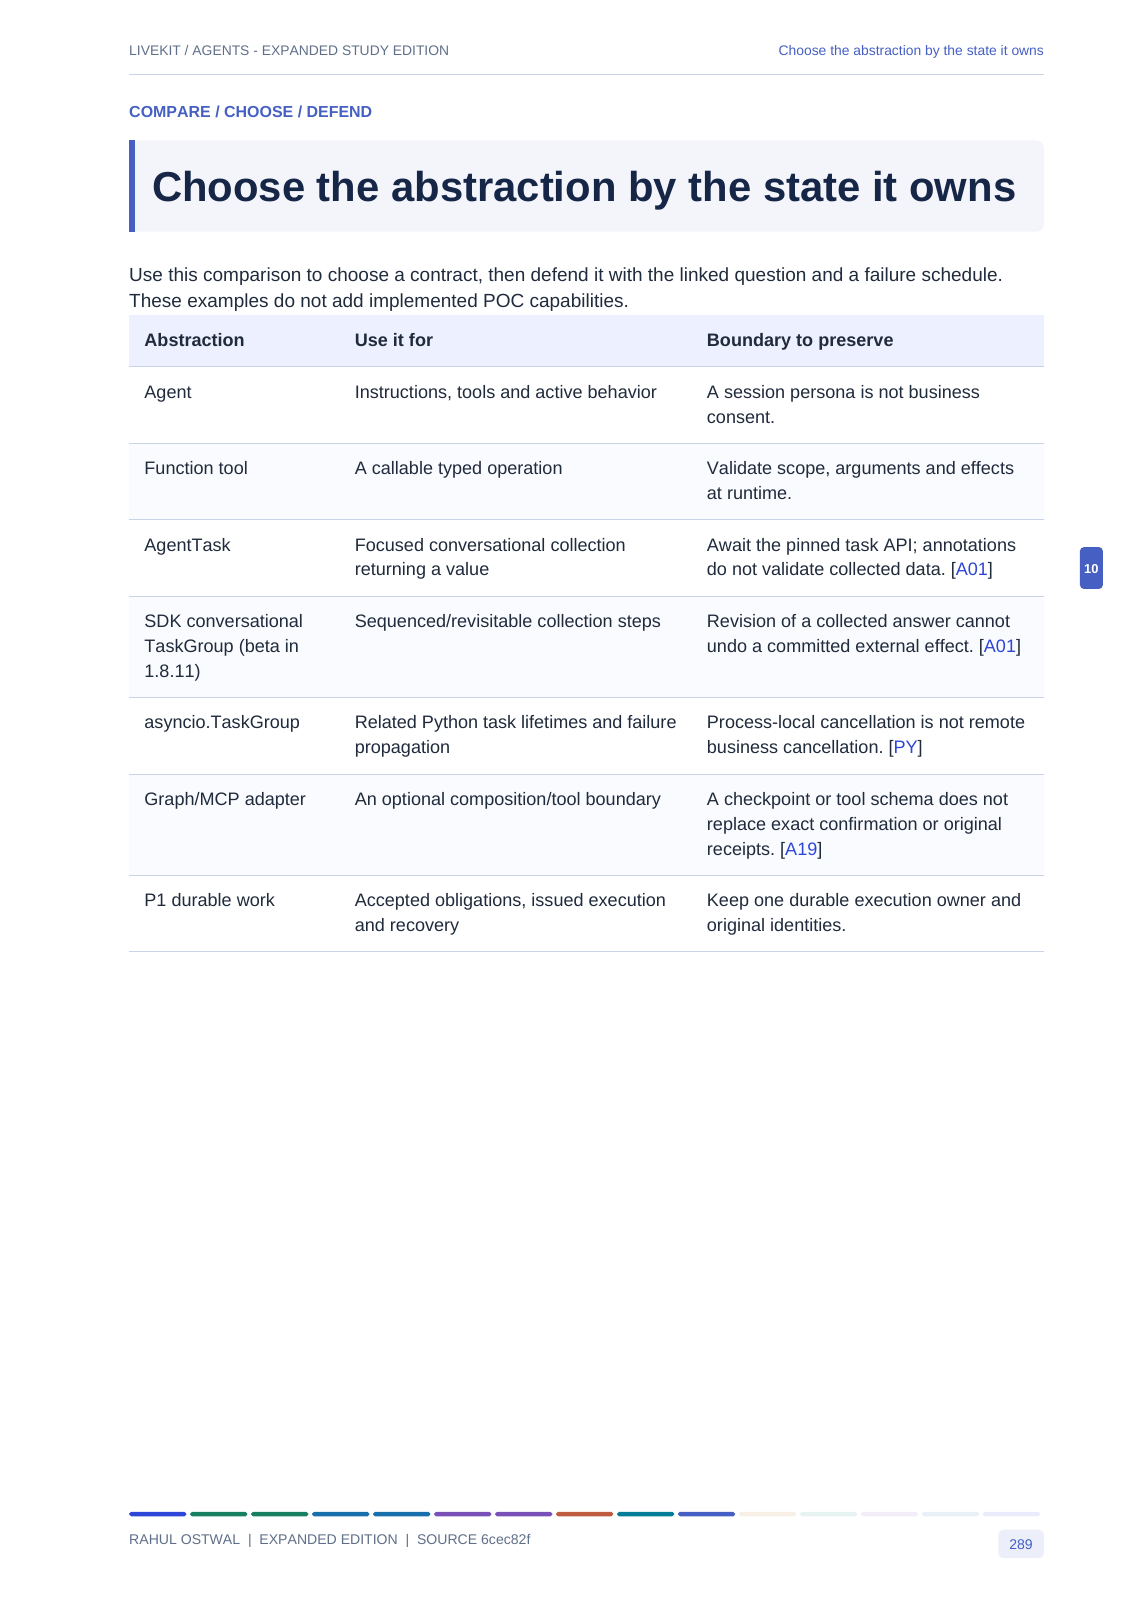 LIVEKIT / AGENTS - EXPANDED STUDY EDITION
Choose the abstraction by the state it owns
COMPARE / CHOOSE / DEFEND
Choose the abstraction by the state it owns
Use this comparison to choose a contract, then defend it with the linked question and a failure schedule.
These examples do not add implemented POC capabilities.
Abstraction
Use it for
Boundary to preserve
Agent
Instructions, tools and active behavior
A session persona is not business
consent.
Function tool
A callable typed operation
Validate scope, arguments and effects
at runtime.
AgentTask
Focused conversational collection
returning a value
Await the pinned task API; annotations
do not validate collected data. [A01]
SDK conversational
TaskGroup (beta in
1.8.11)
Sequenced/revisitable collection steps
Revision of a collected answer cannot
undo a committed external effect. [A01]
asyncio.TaskGroup
Related Python task lifetimes and failure
propagation
Process-local cancellation is not remote
business cancellation. [PY]
Graph/MCP adapter
An optional composition/tool boundary
A checkpoint or tool schema does not
replace exact confirmation or original
receipts. [A19]
P1 durable work
Accepted obligations, issued execution
and recovery
Keep one durable execution owner and
original identities.
10
RAHUL OSTWAL | EXPANDED EDITION | SOURCE 6cec82f
289